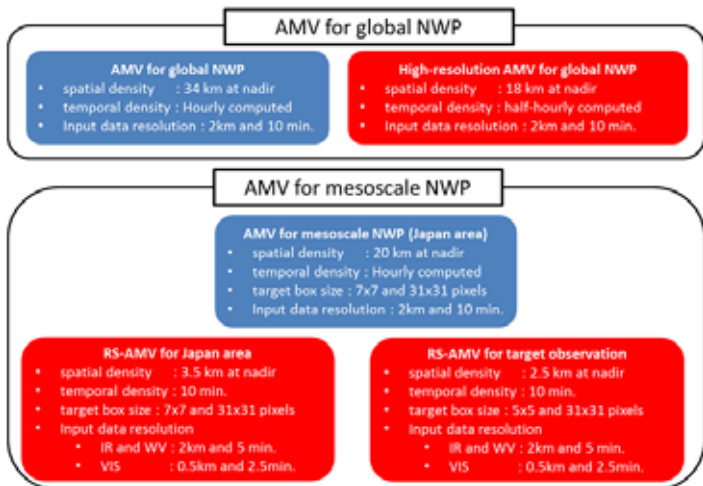 AMV for global NWP
AMV for global NWP
• spatial density : 34 km at nadir
• temporal density : Hourly computed
• Input data resolution : 2km and 10 min.
High-resolution AMV for global NWP
• spatial density : 18 km at nadir
• temporal density : half-hourly computed
• Input data resolution : 2km and 10 min.
AMV for mesoscale NWP
AMV for mesoscale NWP (Japan area)
• spatial density : 20 km at nadir
• temporal density : Hourly computed
• target box size : 7x7 and 31x31 pixels
• Input data resolution : 2km and 10 min.
RS-AMV for Japan area
• spatial density : 3.5 km at nadir
• temporal density : 10 min.
• target box size : 7x7 and 31x31 pixels
• Input data resolution
• IR and WV : 2km and 5 min.
• VIS : 0.5km and 2.5min.
RS-AMV for target observation
• spatial density : 2.5 km at nadir
• temporal density : 10 min.
• target box size : 5x5 and 31x31 pixels
• Input data resolution
• IR and WV : 2km and 5 min.
• VIS : 0.5km and 2.5min.